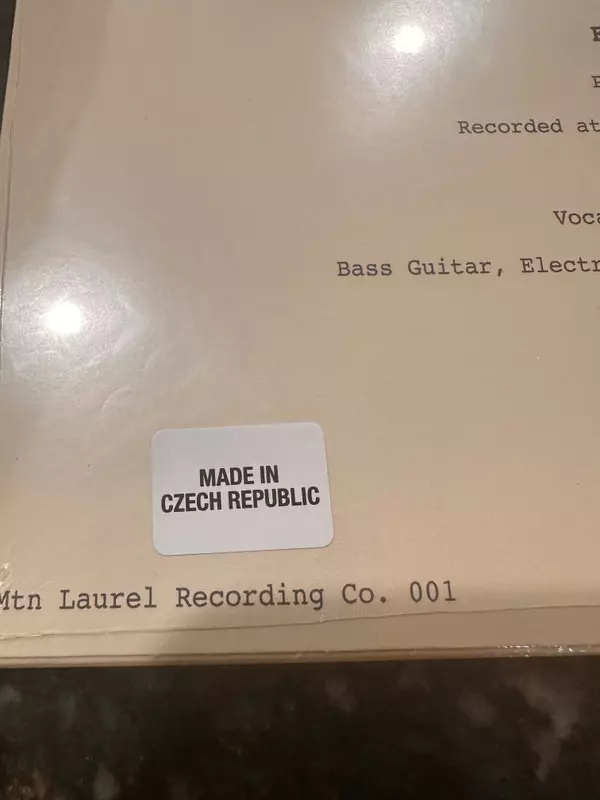 Recorded at
Bass Guitar,
MADE IN
CZECH REPUBLIC
Mtn Laurel Recording Co. 001